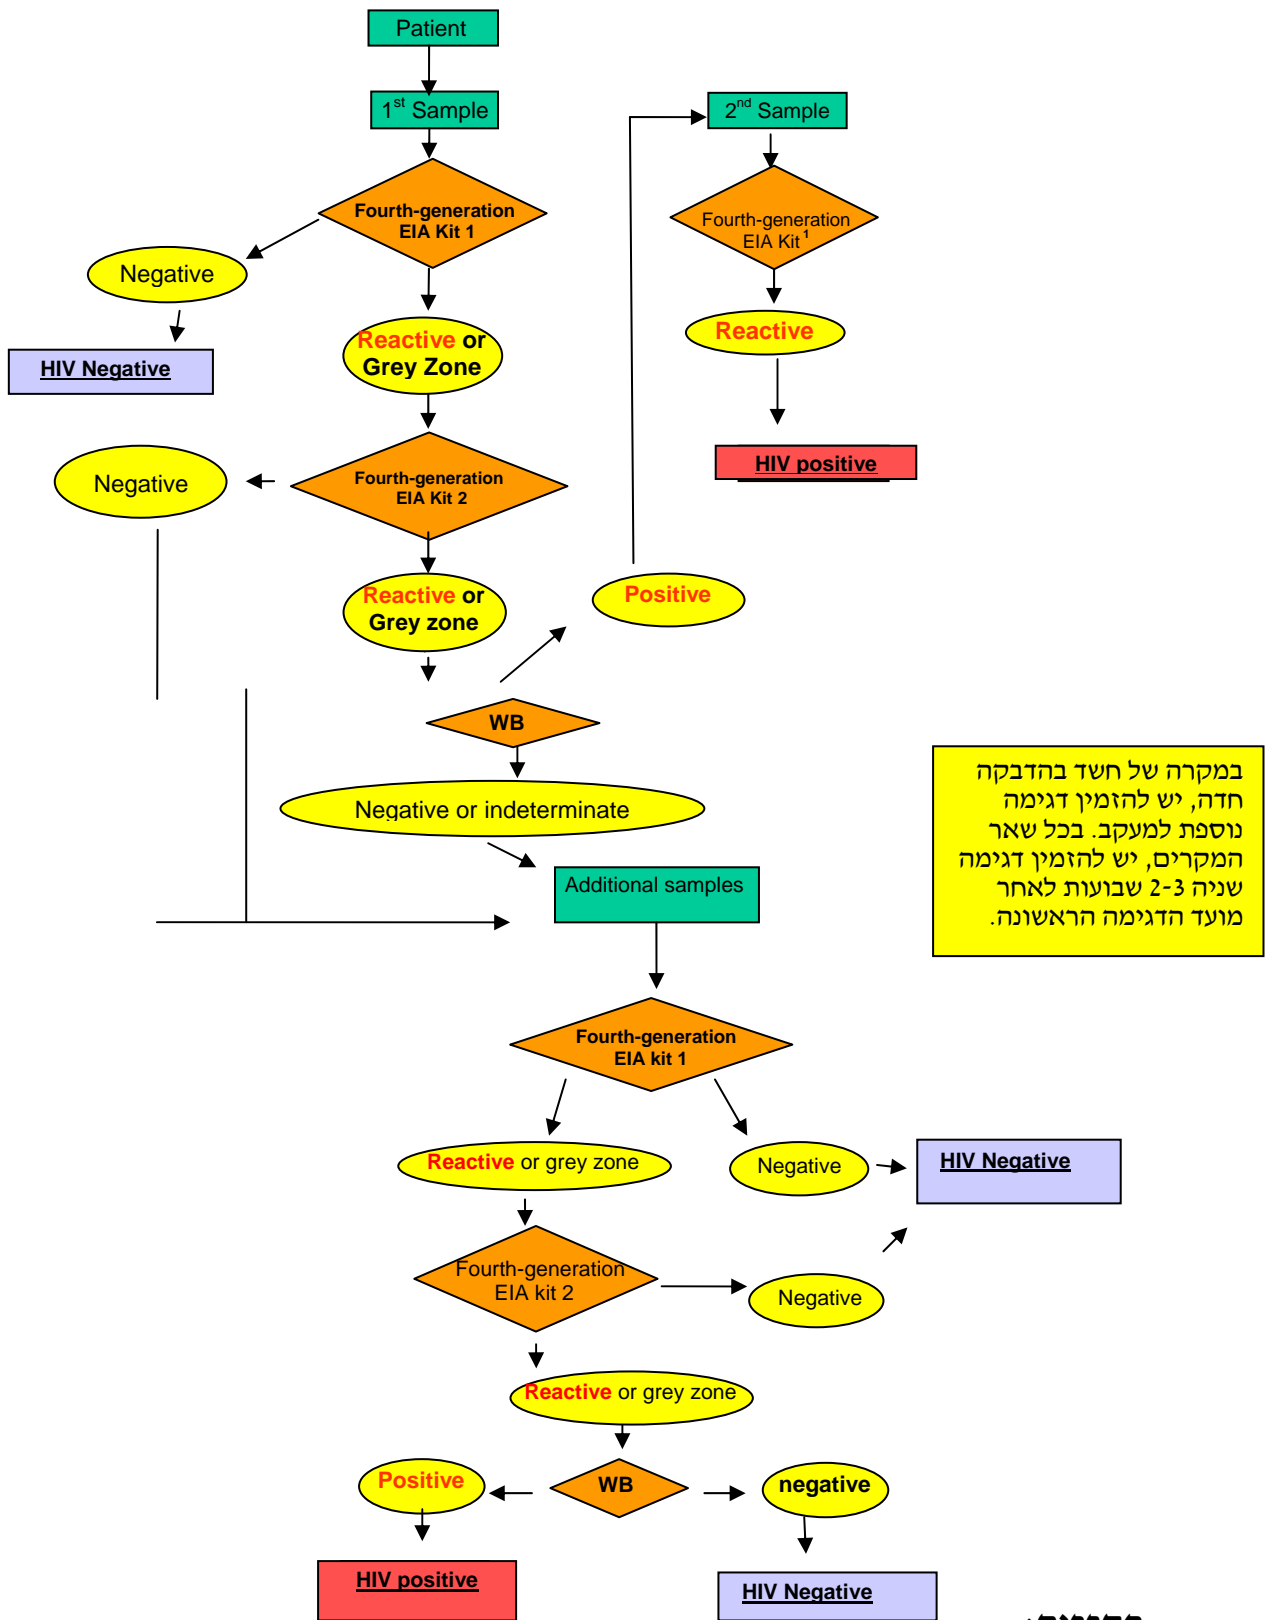 Patient
1st Sample
2nd Sample
Fourth-generation
EIA Kit 1
Fourth-generation
EIA Kit 1
Negative
Reactive or
Grey Zone
Reactive
HIV Negative
HIV positive
Negative
Fourth-generation
EIA Kit 2
Reactive or
Grey zone
Positive
WB
Negative or indeterminate
במקרה של חשד בהדבקה
חדה, יש להזמין דגימה
נוספת למעקב. בכל שאר
המקרים, יש להזמין דגימה
שניה 2-3 שבועות לאחר
מועד הדגימה הראשונה.
Additional samples
Fourth-generation
EIA kit 1
Reactive or grey zone
Negative
HIV Negative
Fourth-generation
EIA kit 2
Negative
Reactive or grey zone
Positive
WB
negative
HIV positive
HIV Negative